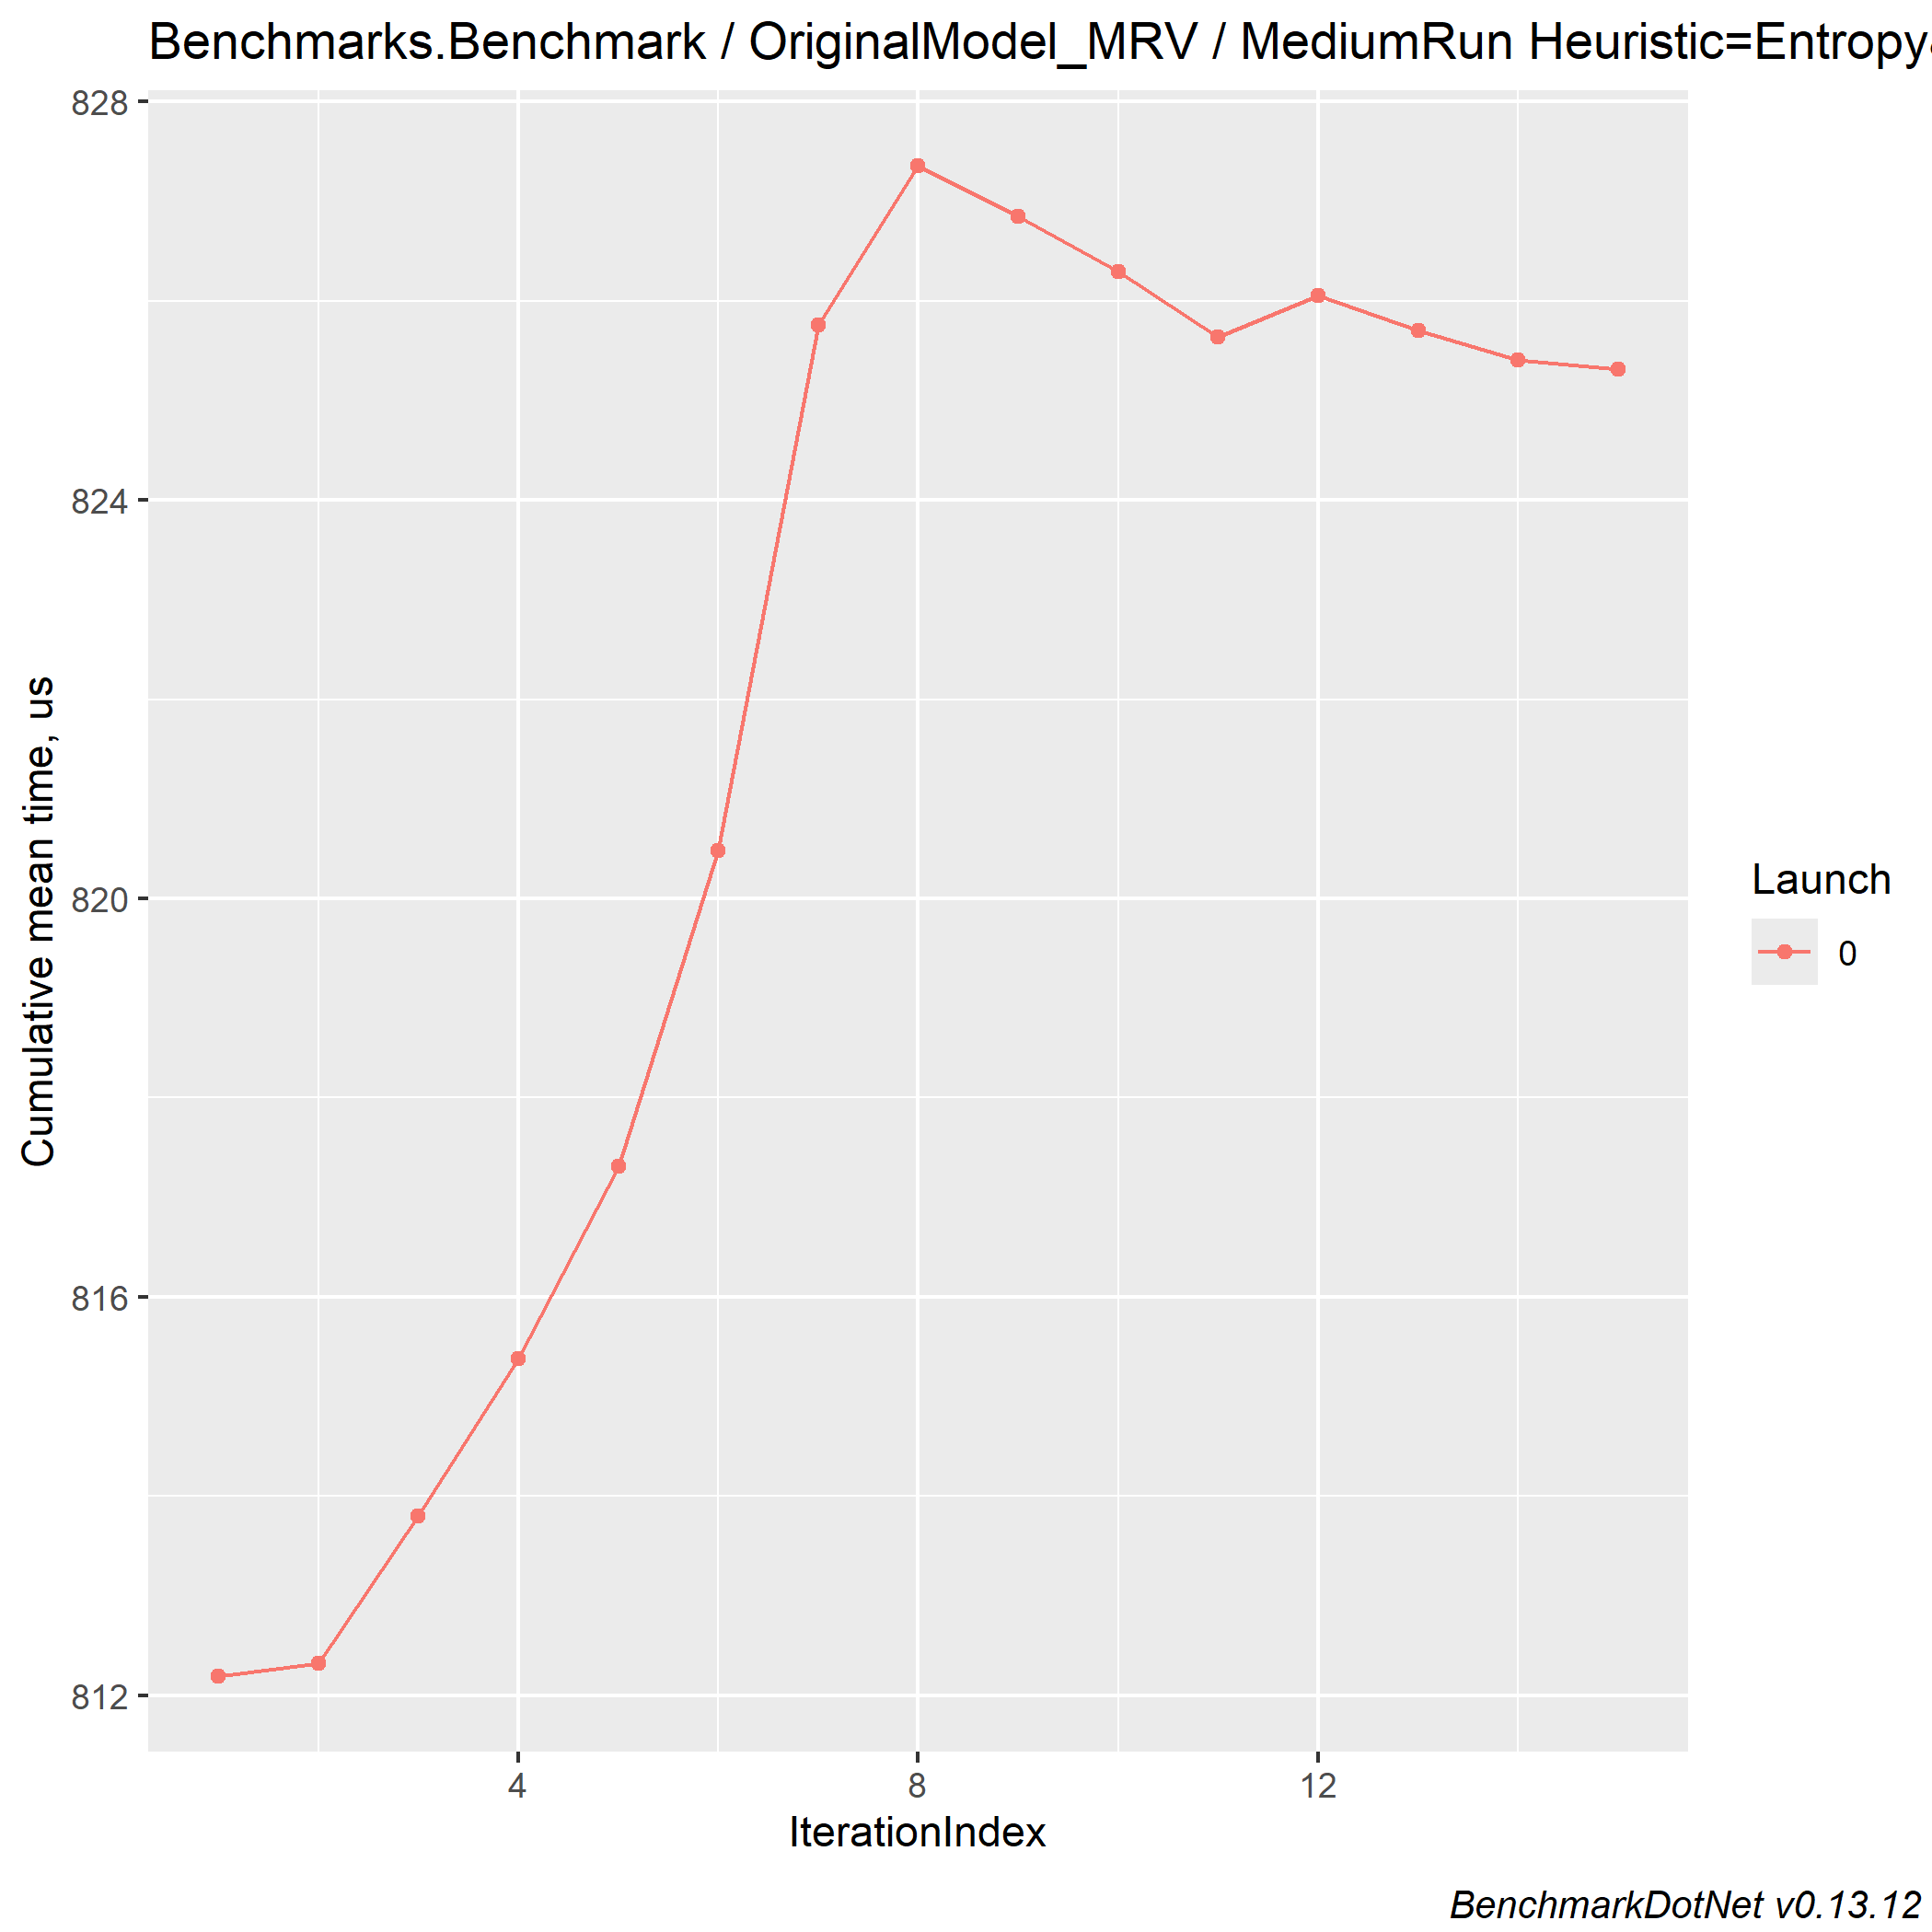 Benchmarks.Benchmark / OriginalModel_MRV / MediumRun Heuristic=Entropy
828
824
820
816
812
Cumulative mean time, us
4
8
12
IterationIndex
Launch
0
BenchmarkDotNet v0.13.12